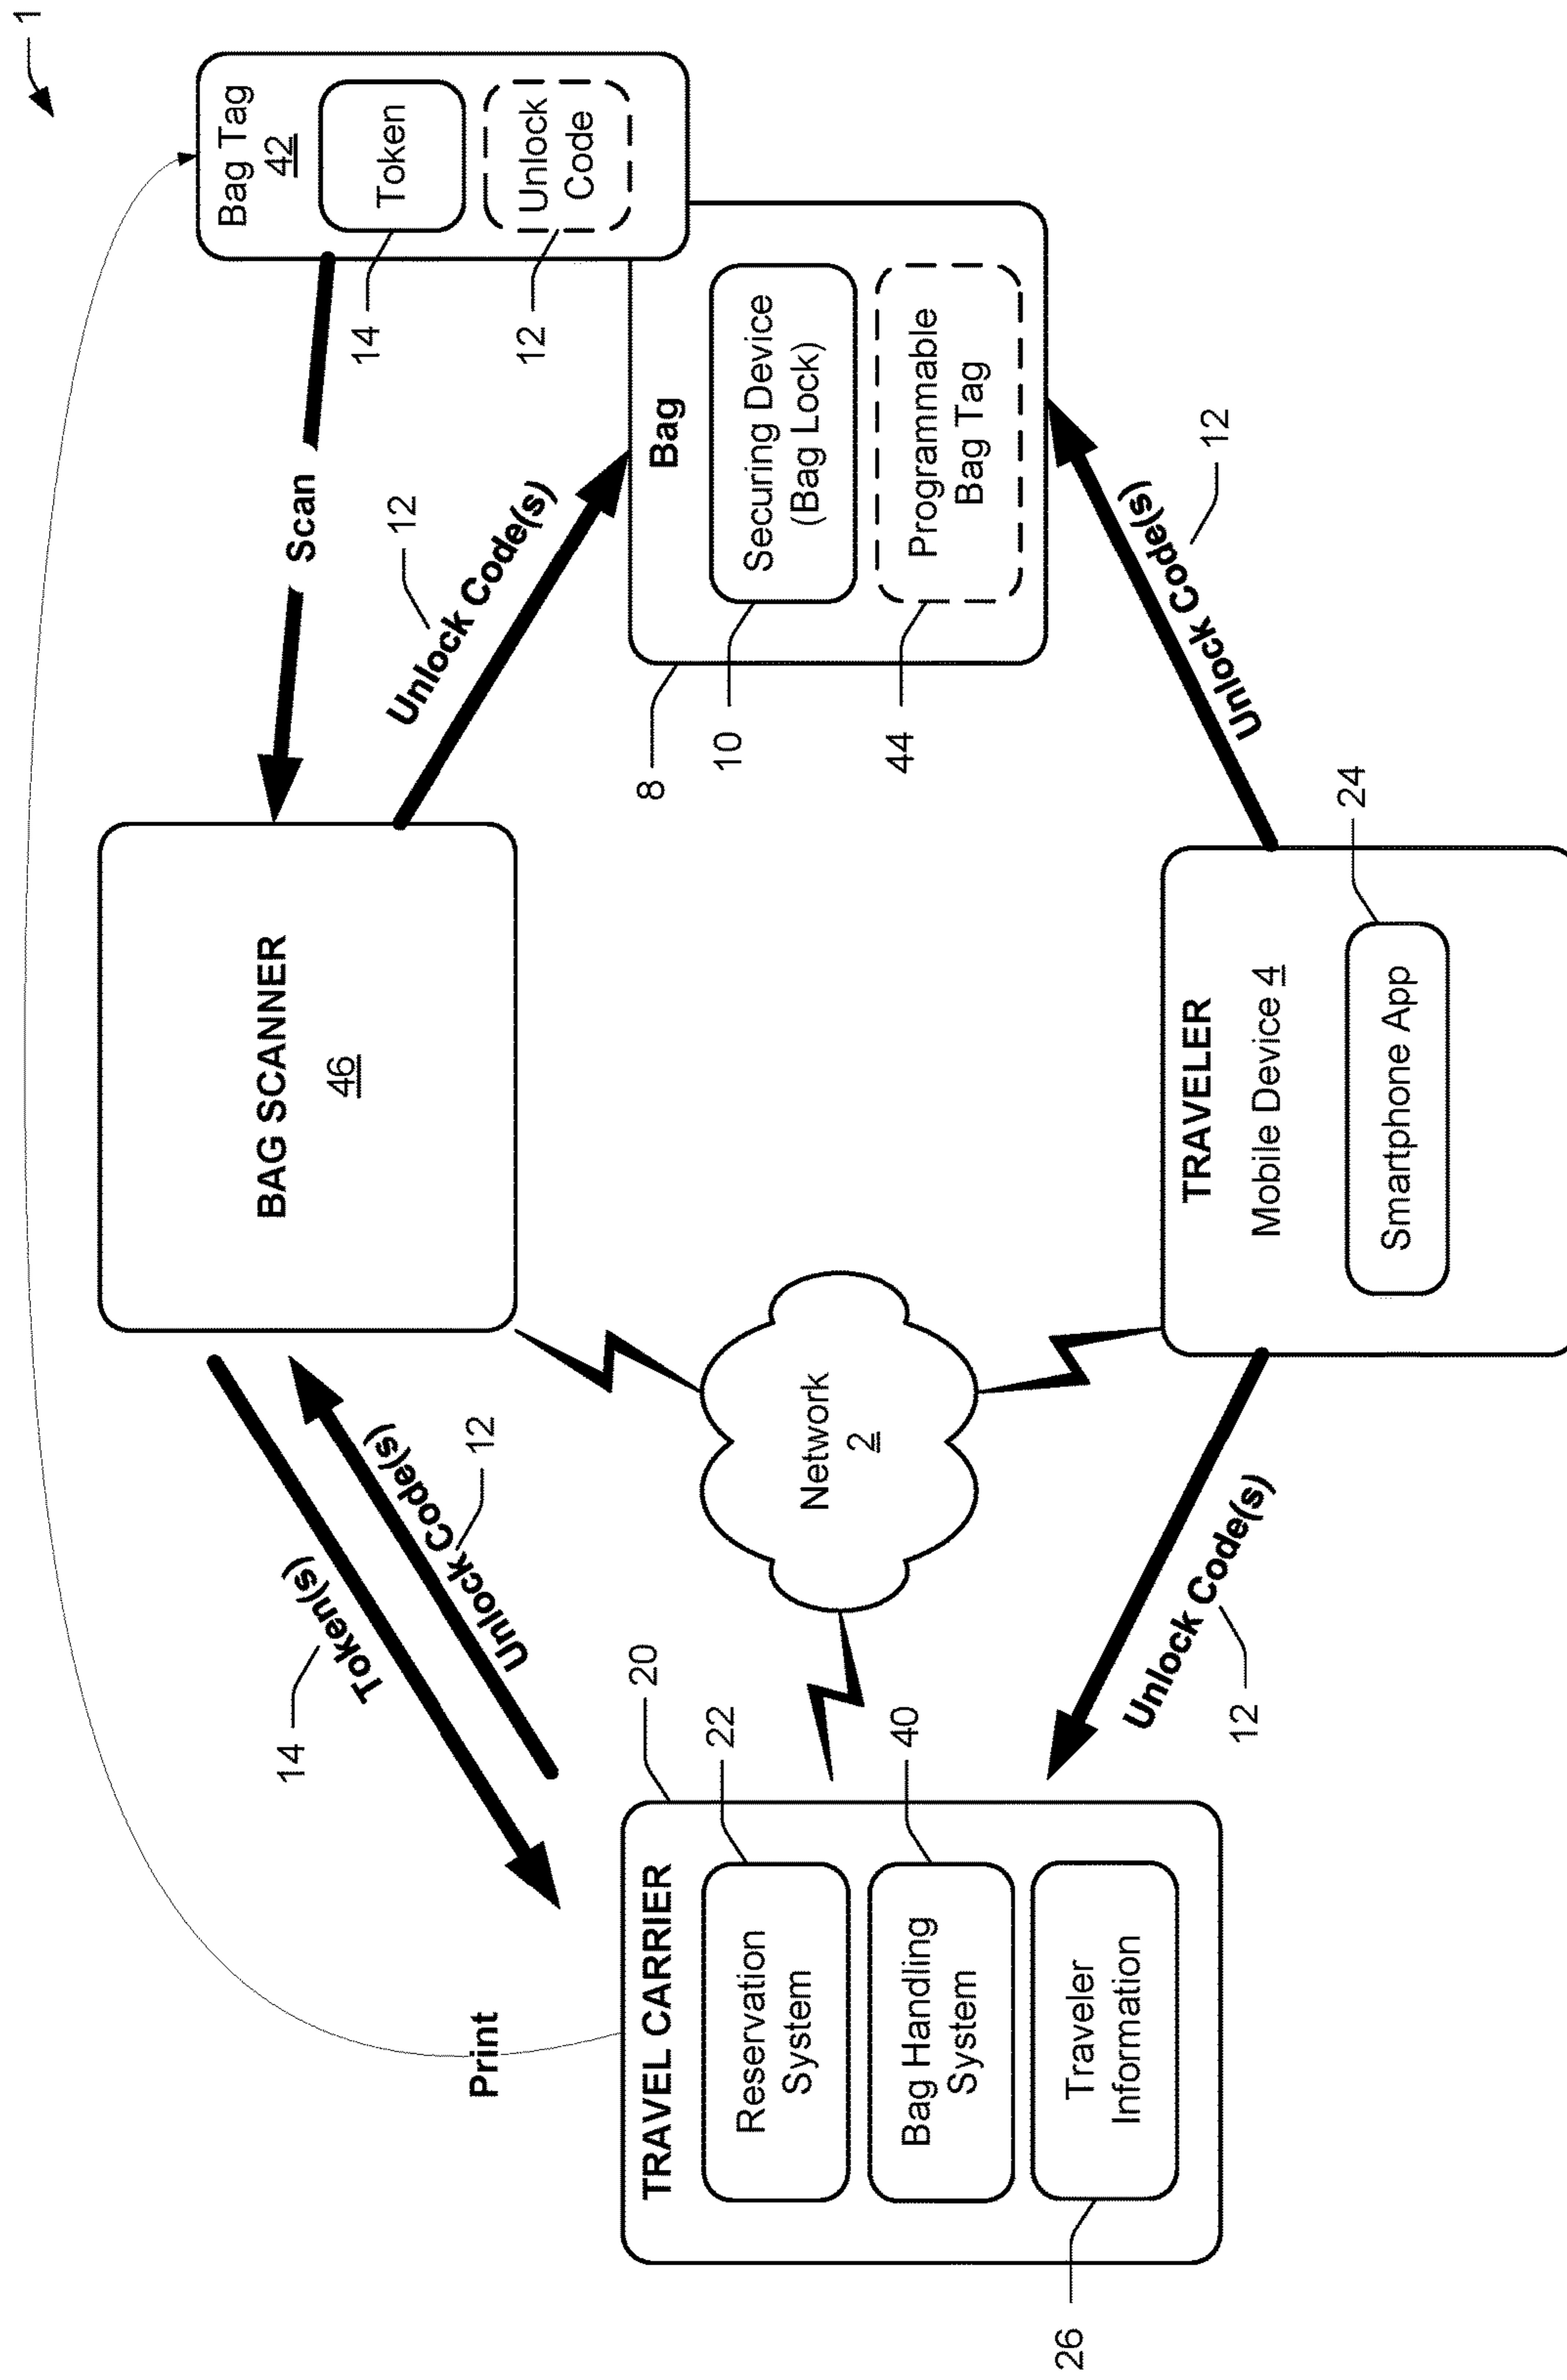 1
Print
TRAVEL CARRIER
20
Reservation
System
22
Bag Handling
System
40
Traveler
Information
26
Token(s)
14
Unlock Code(s)
12
BAG SCANNER
46
Network
2
Unlock Code(s)
12
TRAVELER
Mobile Device 4
Smartphone App
24
Scan
Unlock Code(s)
12
Bag Tag
42
Token
14
Unlock
Code
12
Bag
8
Securing Device
(Bag Lock)
10
Programmable
Bag Tag
44
Unlock Code(s)
12